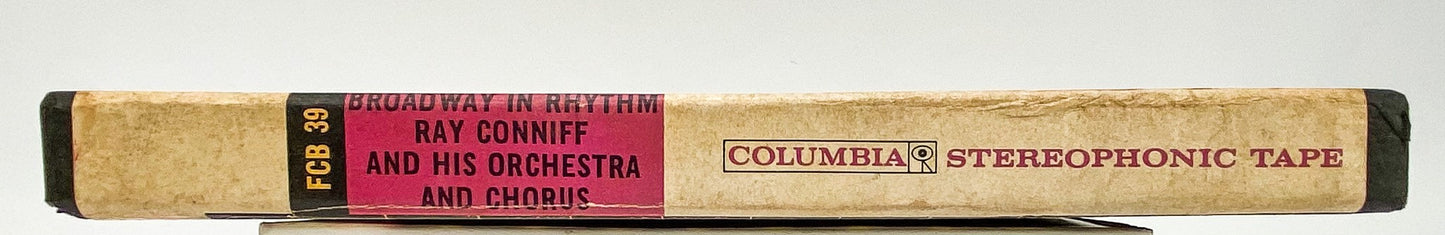 FCB 39
BROADWAY IN RHYTHM
RAY CONNIFF
AND HIS ORCHESTRA
AND CHORUS
COLUMBIA STEREOPHONIC TAPE